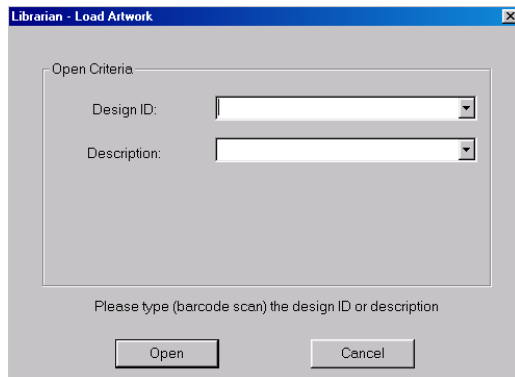 Librarian - Load Artwork
Open Criteria
Design ID:
Description:
Please type (barcode scan) the design ID or description
Open Cancel